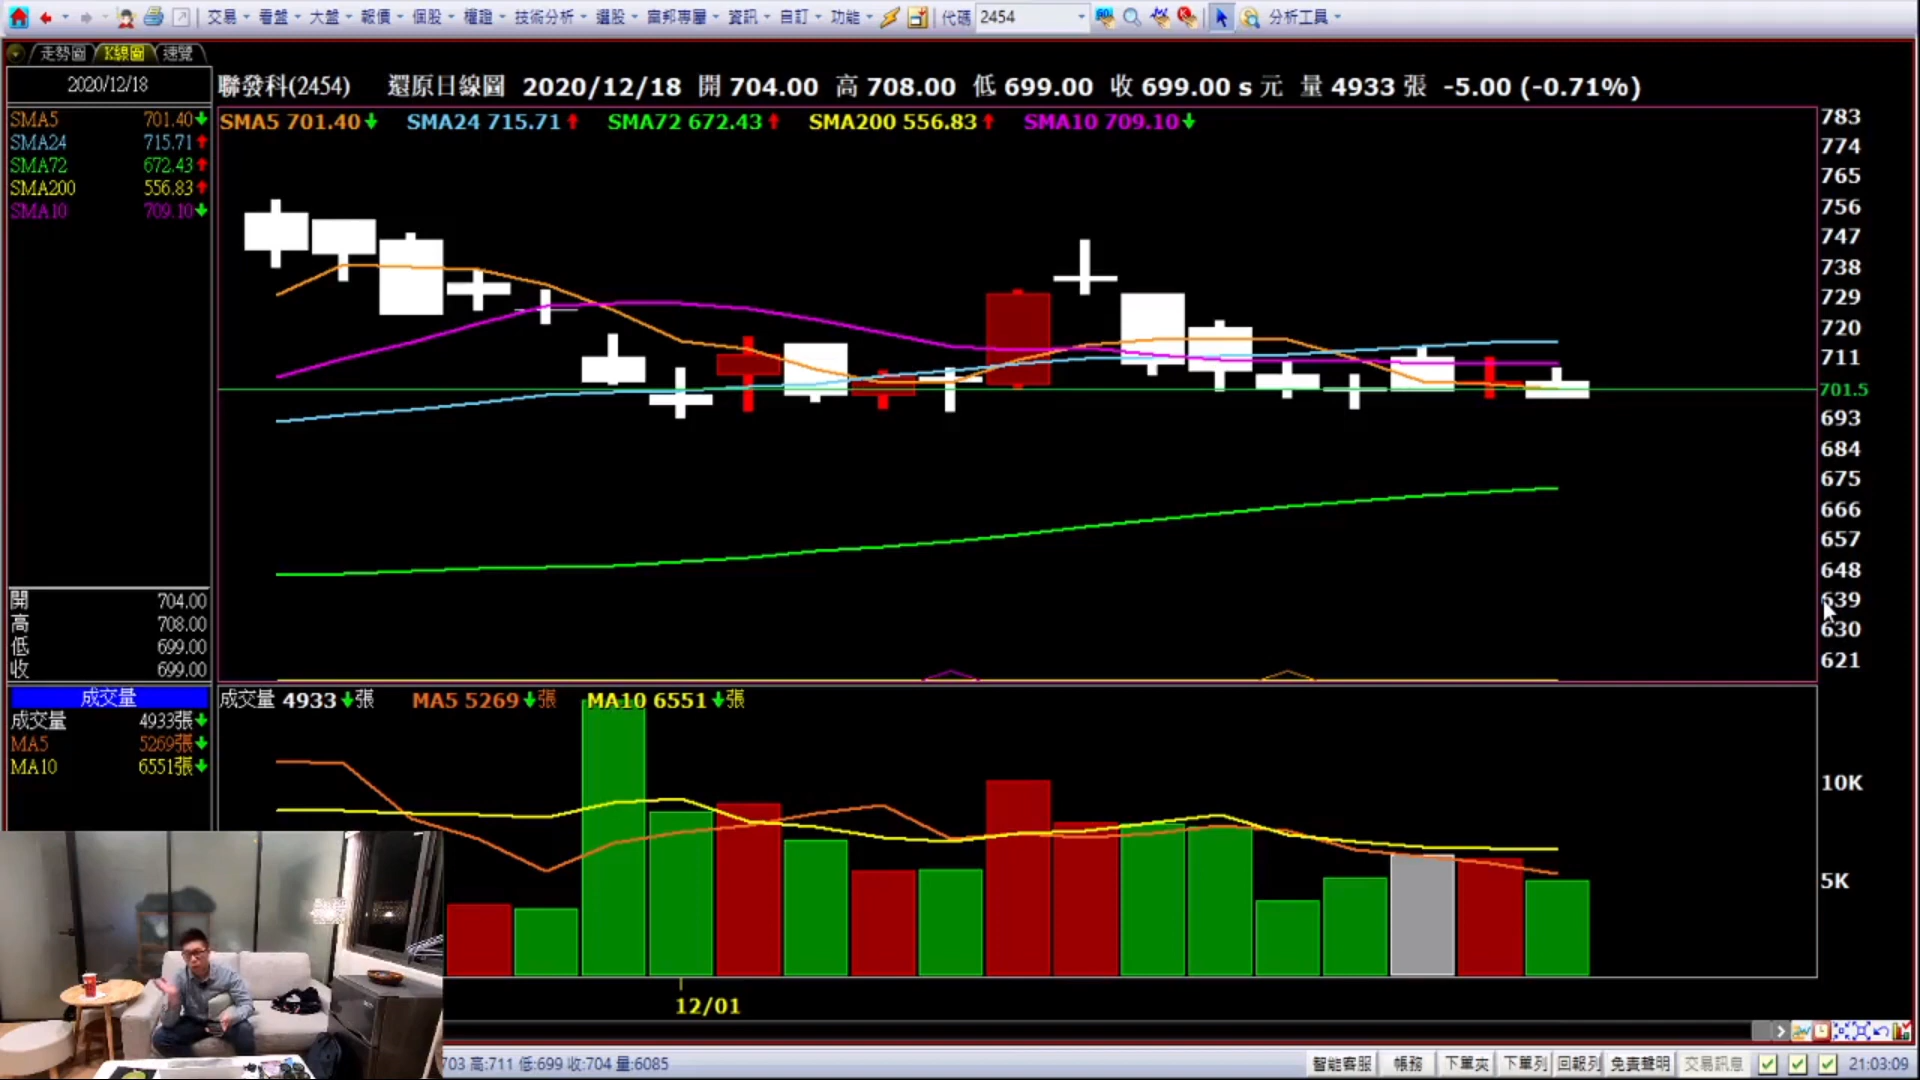 交易 看盤 大盤 報價 個股 權證 技術分析 選股 富邦專屬 資訊 自訂 功能 代碼 2454 分析工具
走勢圖 K線圖 速覽
2020/12/18
聯發科(2454) 還原日線圖 2020/12/18 開 704.00 高 708.00 低 699.00 收 699.00 s 元 量 4933 張 -5.00 (-0.71%)
SMA5 701.40
SMA24 715.71
SMA72 672.43
SMA200 556.83
SMA10 709.10
SMA5 701.40 SMA24 715.71 SMA72 672.43 SMA200 556.83 SMA10 709.10
783
774
765
756
747
738
729
720
711
701.5
693
684
675
666
657
648
639
630
621
開 704.00
高 708.00
低 699.00
收 699.00
成交量
成交量 4933張
MA5 5269張
MA10 6551張
成交量 4933 張 MA5 5269 張 MA10 6551 張
10K
5K
12/01
703 高:711 低:699 收:704 量:6085
智能客服 帳務 下單夾 下單列 回報列 免責聲明 交易訊息 21:03:09